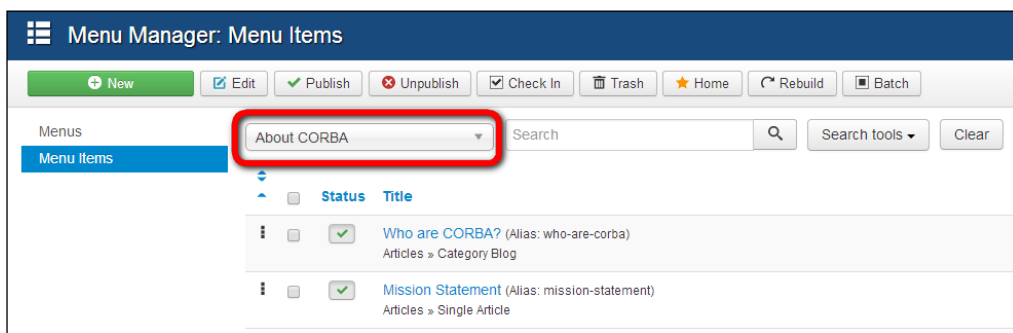 Menu Manager: Menu Items
New Edit Publish Unpublish Check In Trash Home Rebuild Batch
Menus
Menu Items
About CORBA Search Search tools Clear
Status Title
Who are CORBA? (Alias: who-are-corba)
Articles » Category Blog
Mission Statement (Alias: mission-statement)
Articles » Single Article